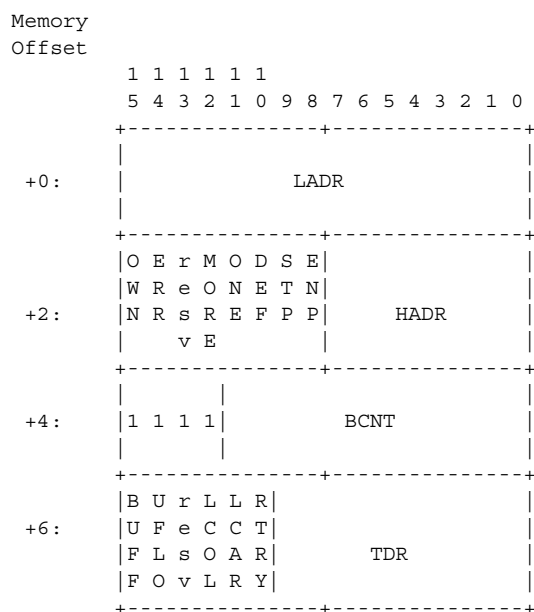 Memory
Offset
1 1 1 1 1 1
5 4 3 2 1 0 9 8 7 6 5 4 3 2 1 0
+---------------+---------------+
| |
+0: | LADR |
| |
+---------------+---------------+
|O E r M O D S E| |
|W R e O N E T N| |
+2: |N R s R E F P P| HADR |
| v E | |
+---------------+---------------+
| | |
+4: |1 1 1 1| BCNT |
| | |
+---------------+---------------+
|B U r L L R| |
+6: |U F e C C T| |
|F L s O A R| TDR |
|F O v L R Y| |
+---------------+---------------+